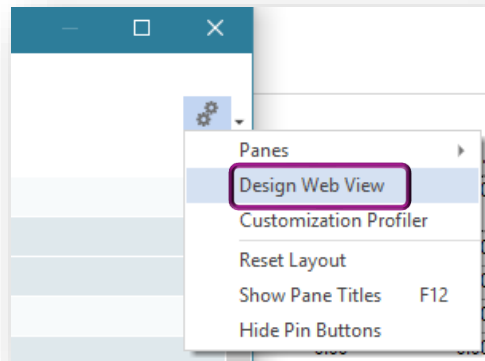 Panes
Design Web View
Customization Profiler
Reset Layout
Show Pane Titles F12
Hide Pin Buttons